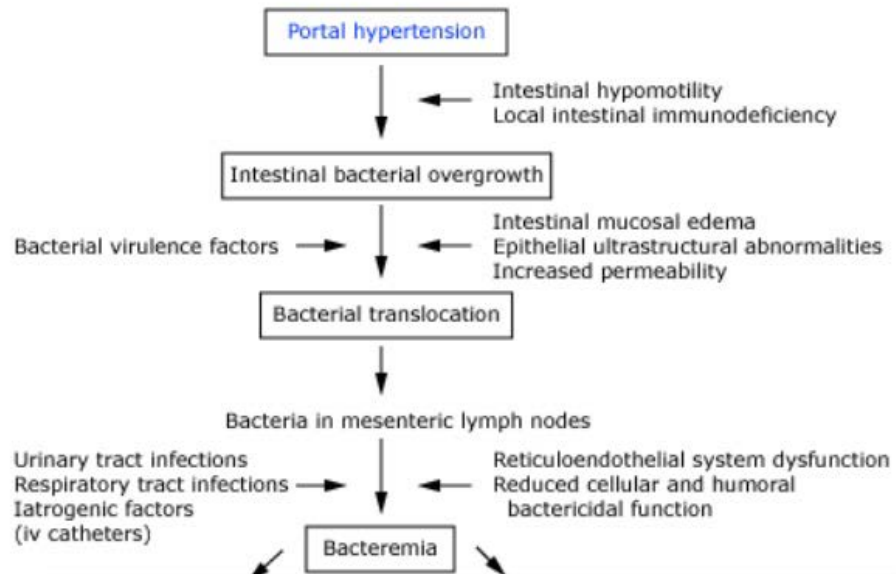 Portal hypertension
Intestinal hypomotility
Local intestinal immunodeficiency
Intestinal bacterial overgrowth
Bacterial virulence factors
Intestinal mucosal edema
Epithelial ultrastructural abnormalities
Increased permeability
Bacterial translocation
Bacteria in mesenteric lymph nodes
Urinary tract infections
Respiratory tract infections
Iatrogenic factors
(iv catheters)
Reticuloendothelial system dysfunction
Reduced cellular and humoral
bactericidal function
Bacteremia